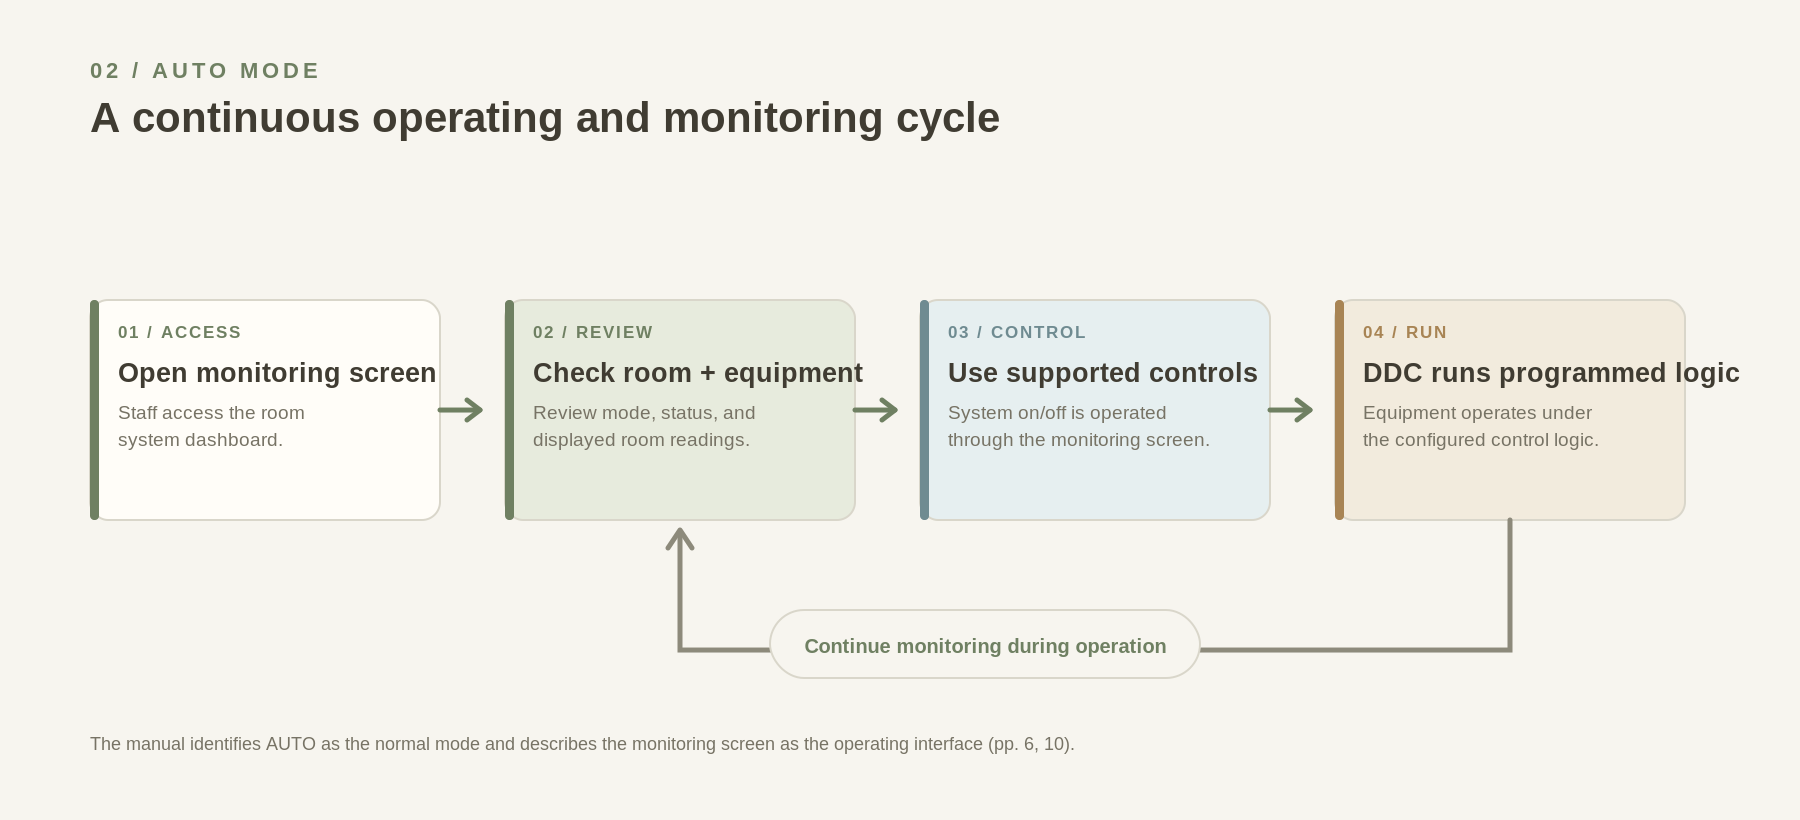 02 / AUTO MODE
A continuous operating and monitoring cycle
01 / ACCESS
Open monitoring screen
Staff access the room
system dashboard.
02 / REVIEW
Check room + equipment
Review mode, status, and
displayed room readings.
03 / CONTROL
Use supported controls
System on/off is operated
through the monitoring screen.
04 / RUN
DDC runs programmed logic
Equipment operates under
the configured control logic.
Continue monitoring during operation
The manual identifies AUTO as the normal mode and describes the monitoring screen as the operating interface (pp. 6, 10).